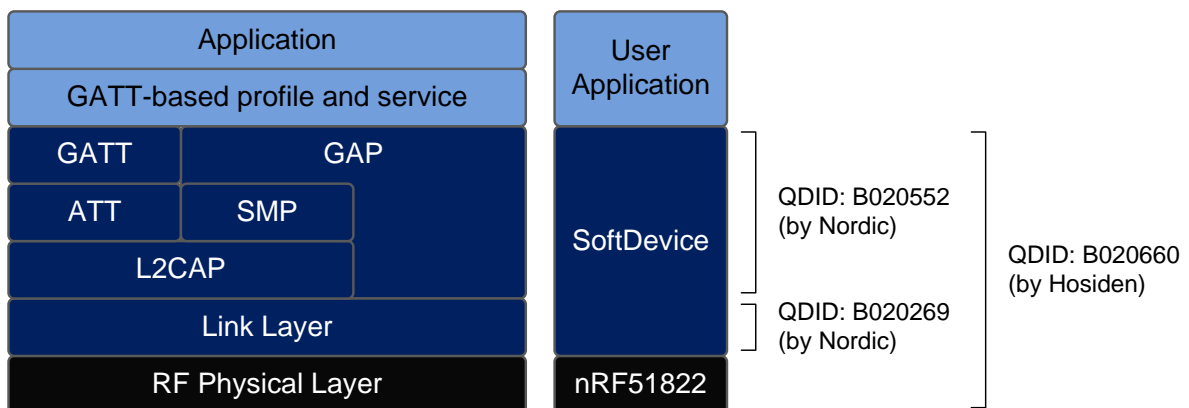 Application
GATT-based profile and service
GATT
GAP
ATT
SMP
L2CAP
Link Layer
RF Physical Layer
User
Application
SoftDevice
nRF51822
QDID: B020552
(by Nordic)
QDID: B020269
(by Nordic)
QDID: B020660
(by Hosiden)